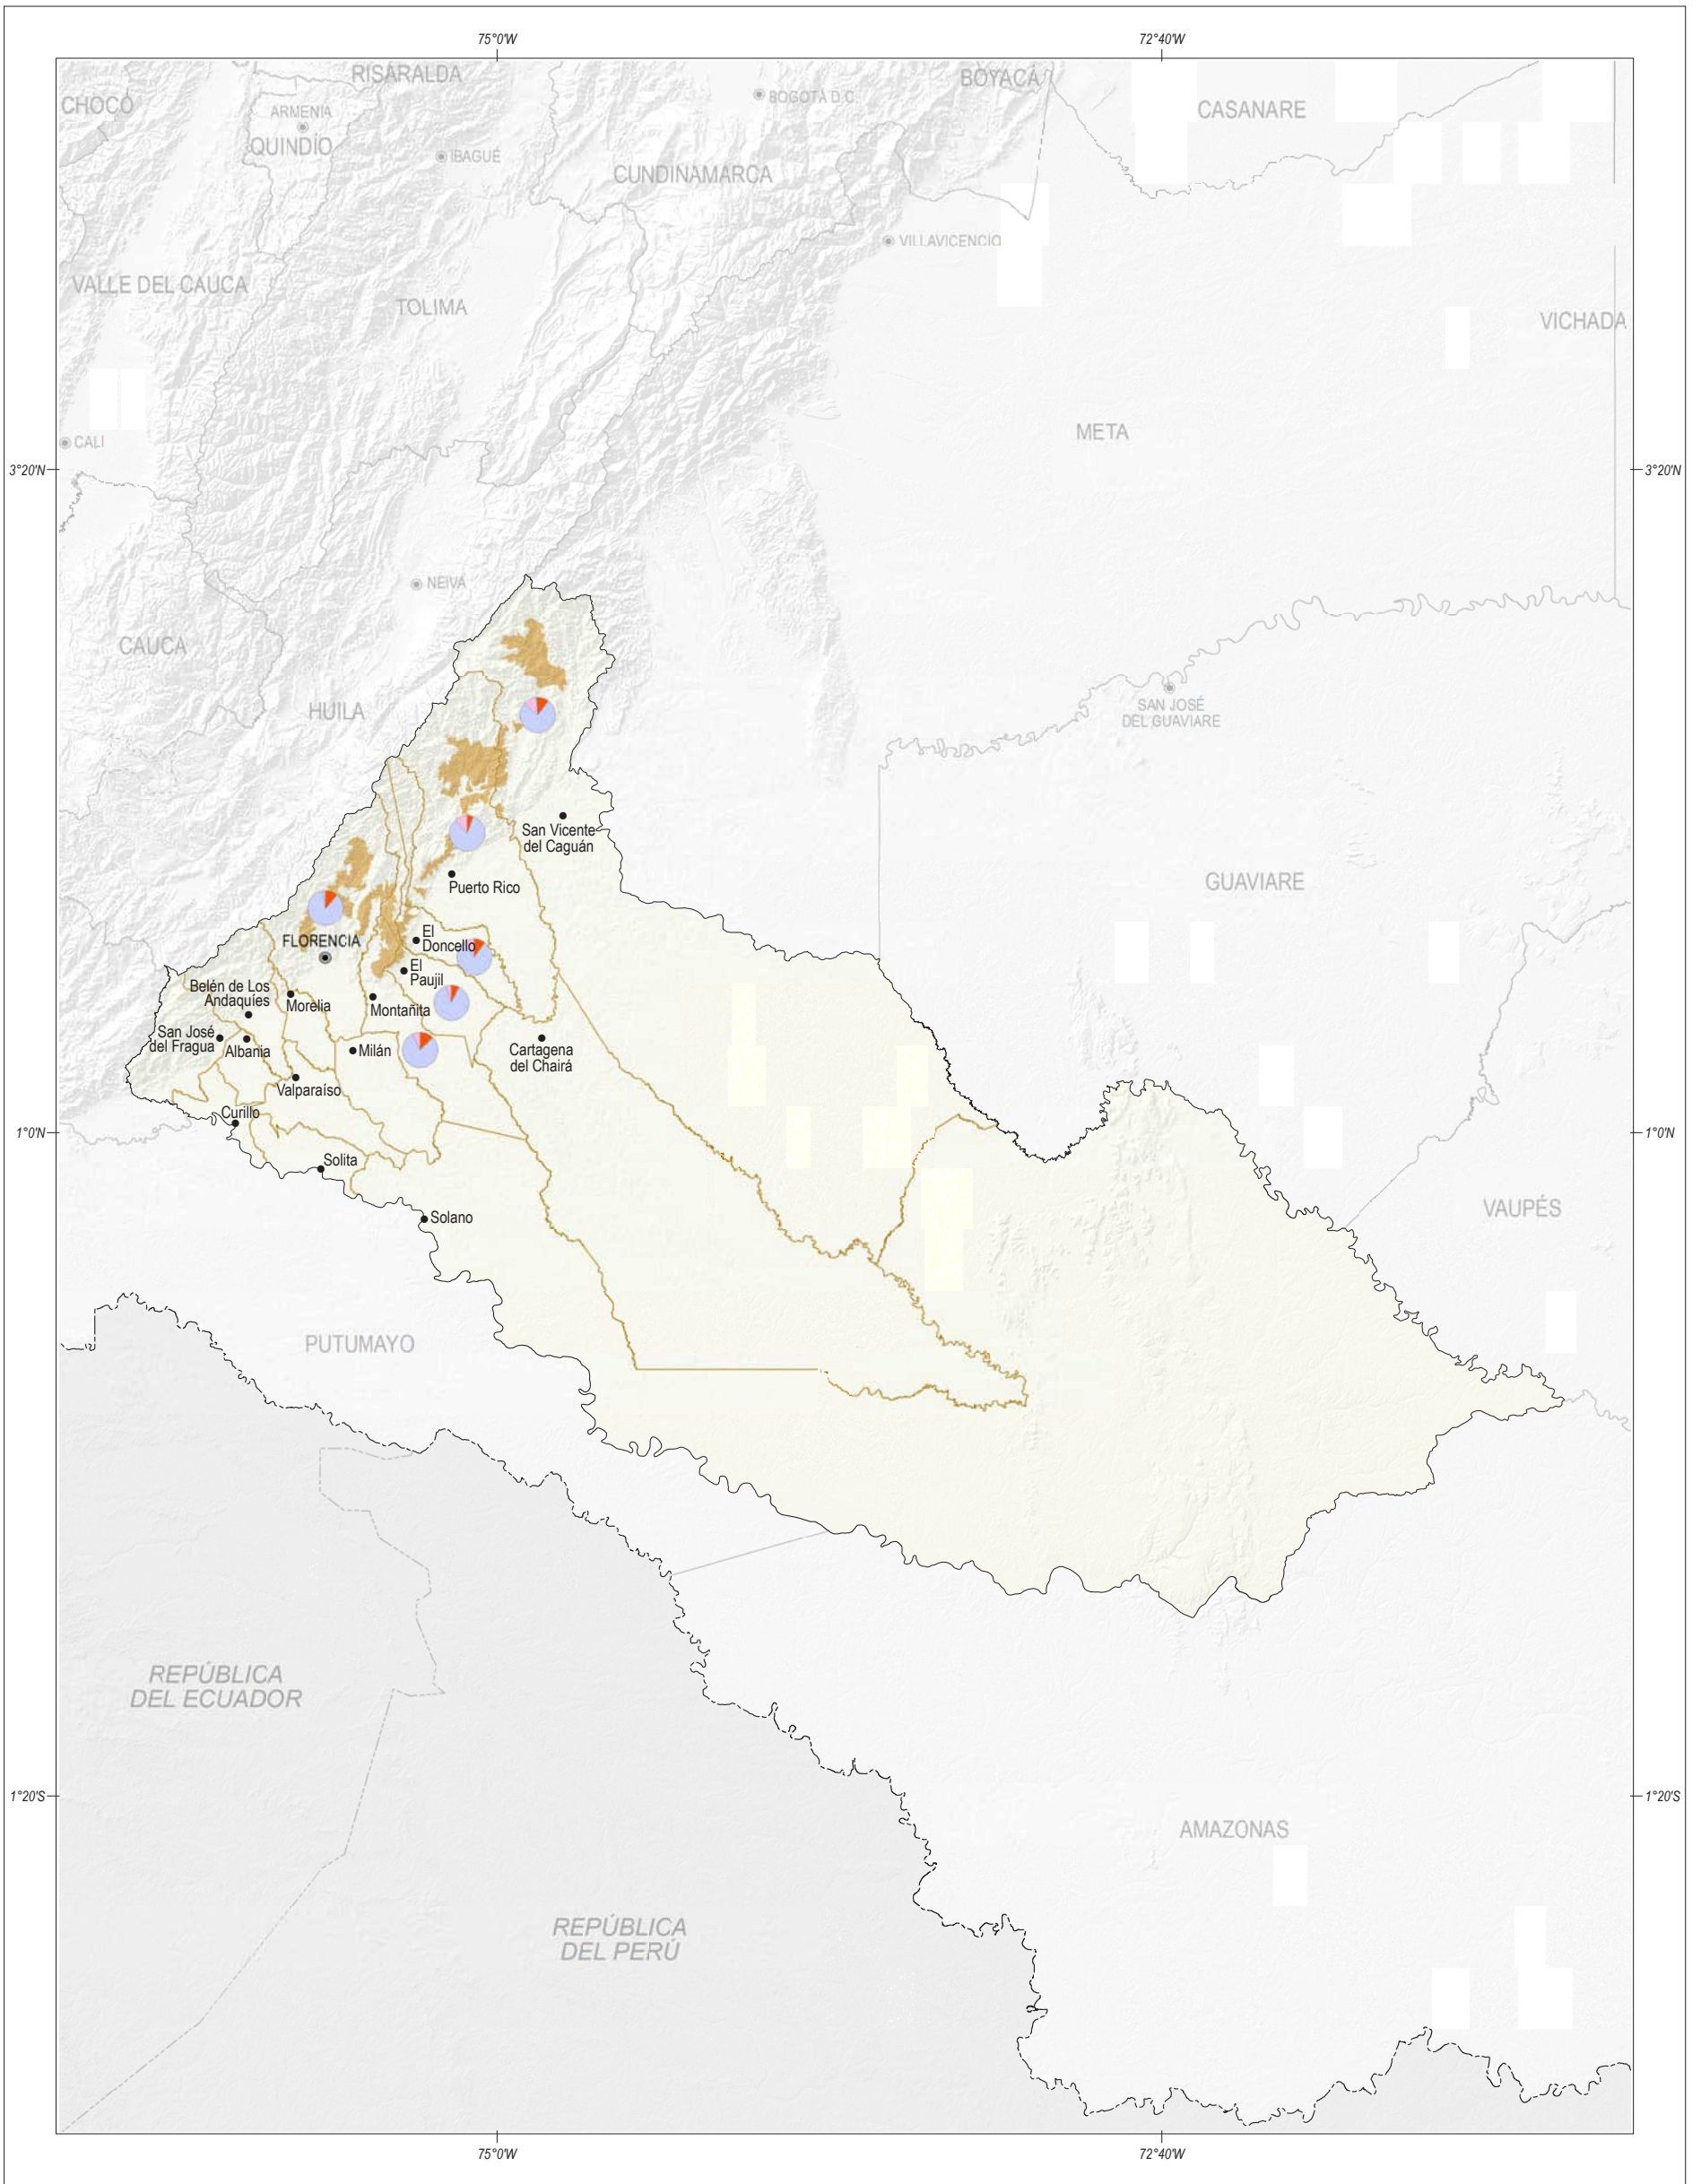 75°0'W
72°40'W
RISARALDA
BOYACÁ
CHOCÓ
BOGOTÁ D.C.
CASANARE
ARMENIA
QUINDÍO
IBAGUÉ
CUNDINAMARCA
VILLAVICENCIO
VALLE DEL CAUCA
TOLIMA
VICHADA
META
CALI
3°20'N
3°20'N
NEIVA
CAUCA
HUILA
SAN JOSÉ
DEL GUAVIARE
San Vicente
del Caguán
Puerto Rico
GUAVIARE
FLORENCIA
El
Doncello
El
Paujil
Belén de Los
Andaquíes
Morelia
Montañita
San José
del Fragua
Albania
Milán
Cartagena
del Chairá
Valparaíso
Curillo
1°0'N
1°0'N
Solita
Solano
VAUPÉS
PUTUMAYO
REPÚBLICA
DEL ECUADOR
1°20'S
1°20'S
AMAZONAS
REPÚBLICA
DEL PERÚ
75°0'W
72°40'W